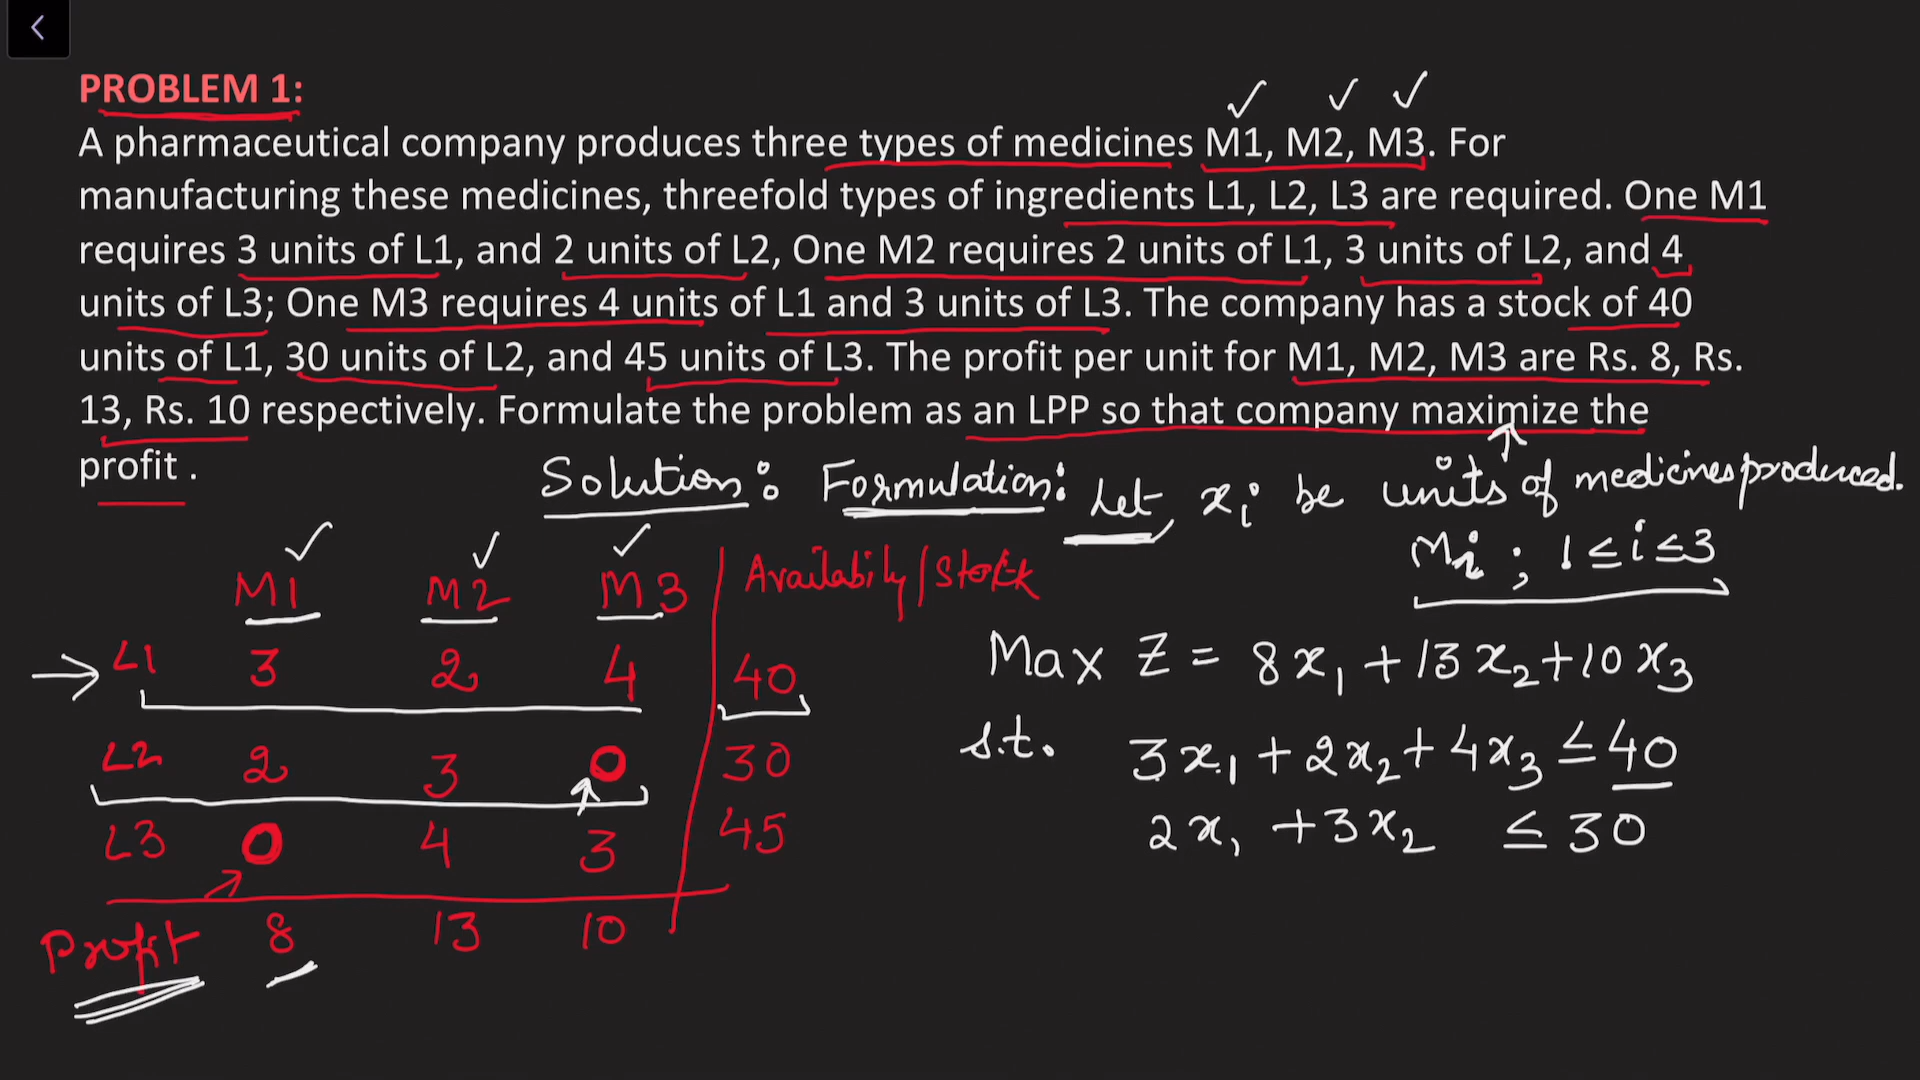 PROBLEM 1:
A pharmaceutical company produces three types of medicines M1, M2, M3. For
manufacturing these medicines, threefold types of ingredients L1, L2, L3 are required. One M1
requires 3 units of L1, and 2 units of L2, One M2 requires 2 units of L1, 3 units of L2, and 4
units of L3; One M3 requires 4 units of L1 and 3 units of L3. The company has a stock of 40
units of L1, 30 units of L2, and 45 units of L3. The profit per unit for M1, M2, M3 are Rs. 8, Rs.
13, Rs. 10 respectively. Formulate the problem as an LPP so that company maximize the
profit .
Solution: Formulation: Let xi be units of medicines produced.
Mi ; 1≤i≤3
M1 M2 M3 Availabily/Stock
L1 3 2 4 40
L2 2 3 0 30
L3 0 4 3 45
Profit 8 13 10
Max Z = 8x₁+13x₂+10x₃
s.t. 3x₁+2x₂+4x₃≤40
2x₁+3x₂ ≤30